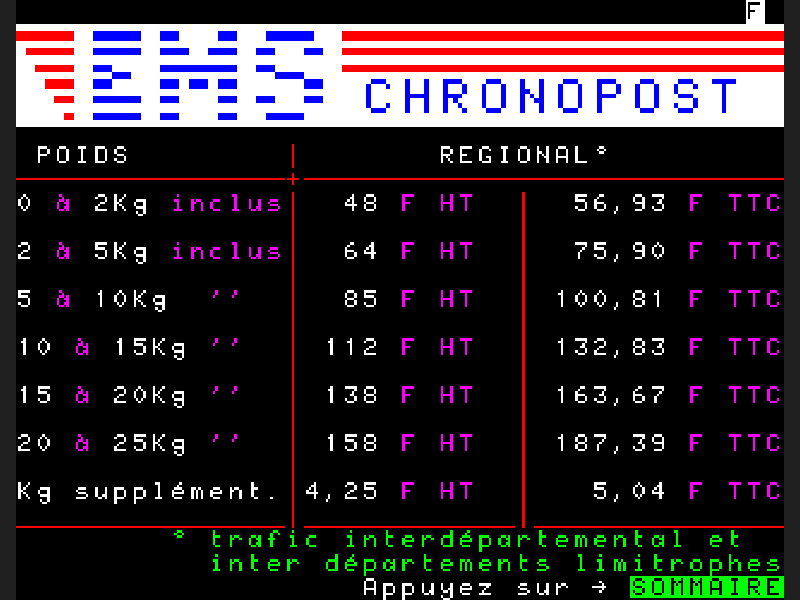 F
EMS CHRONOPOST
POIDS REGIONAL°
0 à 2Kg inclus 48 F HT 56,93 F TTC
2 à 5Kg inclus 64 F HT 75,90 F TTC
5 à 10Kg '' 85 F HT 100,81 F TTC
10 à 15Kg '' 112 F HT 132,83 F TTC
15 à 20Kg '' 138 F HT 163,67 F TTC
20 à 25Kg '' 158 F HT 187,39 F TTC
Kg supplément. 4,25 F HT 5,04 F TTC
° trafic interdépartemental et
inter départements limitrophes
Appuyez sur → SOMMAIRE